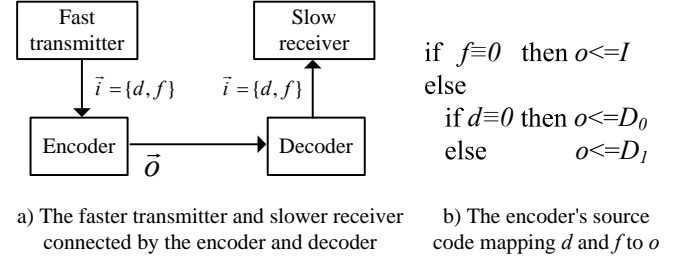 Fast
transmitter
Slow
receiver
i⃗ ={d, f}
i⃗ ={d, f}
Encoder
Decoder
o⃗
if f≡0 then o<=I
else
if d≡0 then o<=D₀
else o<=D₁
a) The faster transmitter and slower receiver
connected by the encoder and decoder
b) The encoder's source
code mapping d and f to o